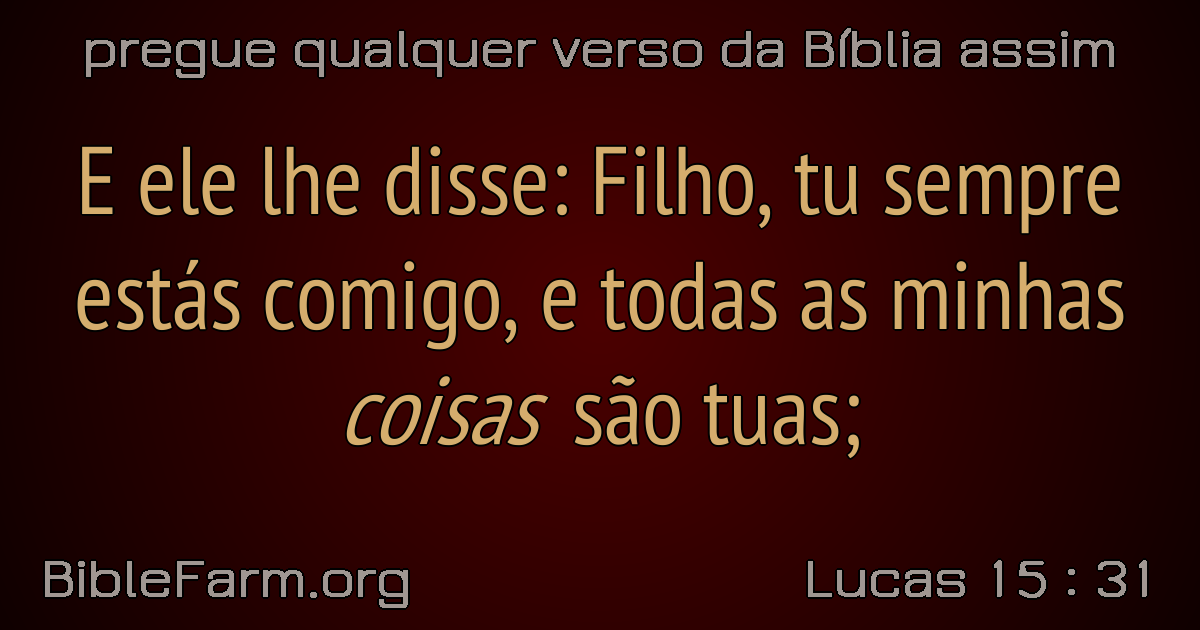 pregue qualquer verso da Bíblia assim
E ele lhe disse: Filho, tu sempre
estás comigo, e todas as minhas
coisas são tuas;
BibleFarm.org
Lucas 15 : 31